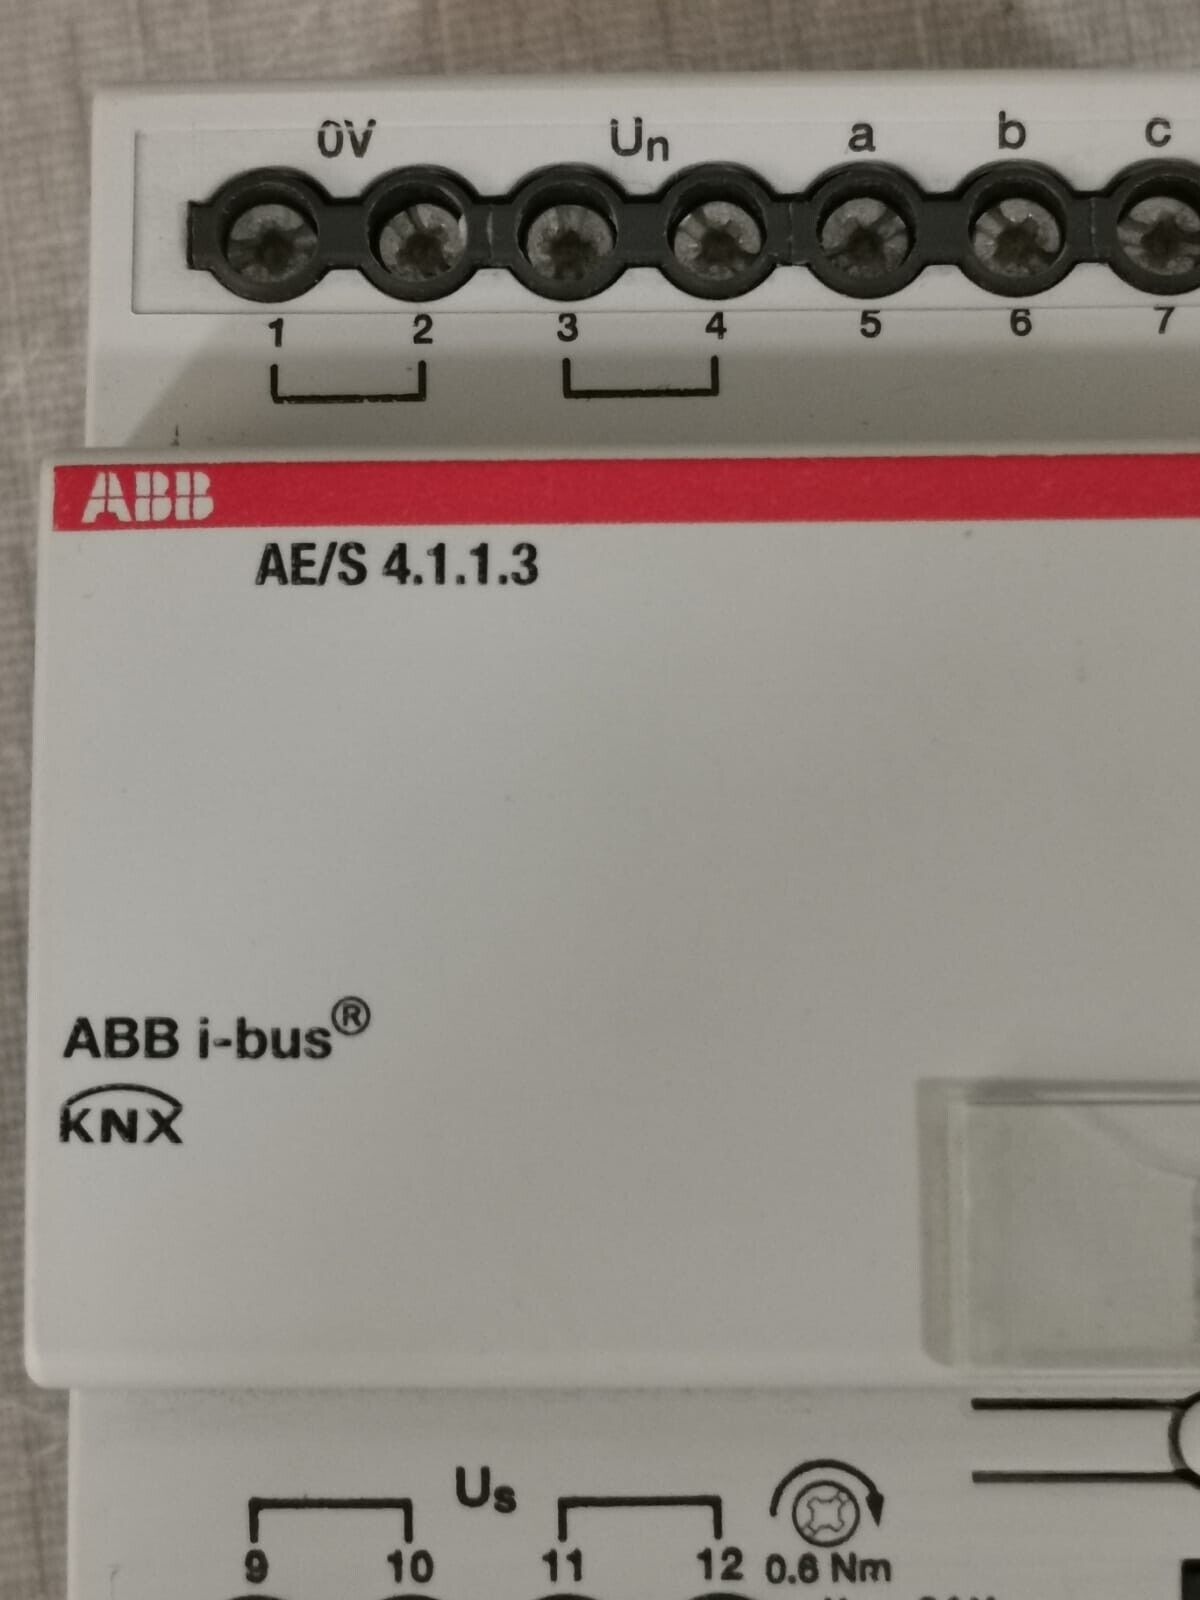 0V Un a b c
1 2 3 4 5 6 7
ABB
AE/S 4.1.1.3
ABB i-bus®
KNX
Us
9 10 11 12 0.6 Nm